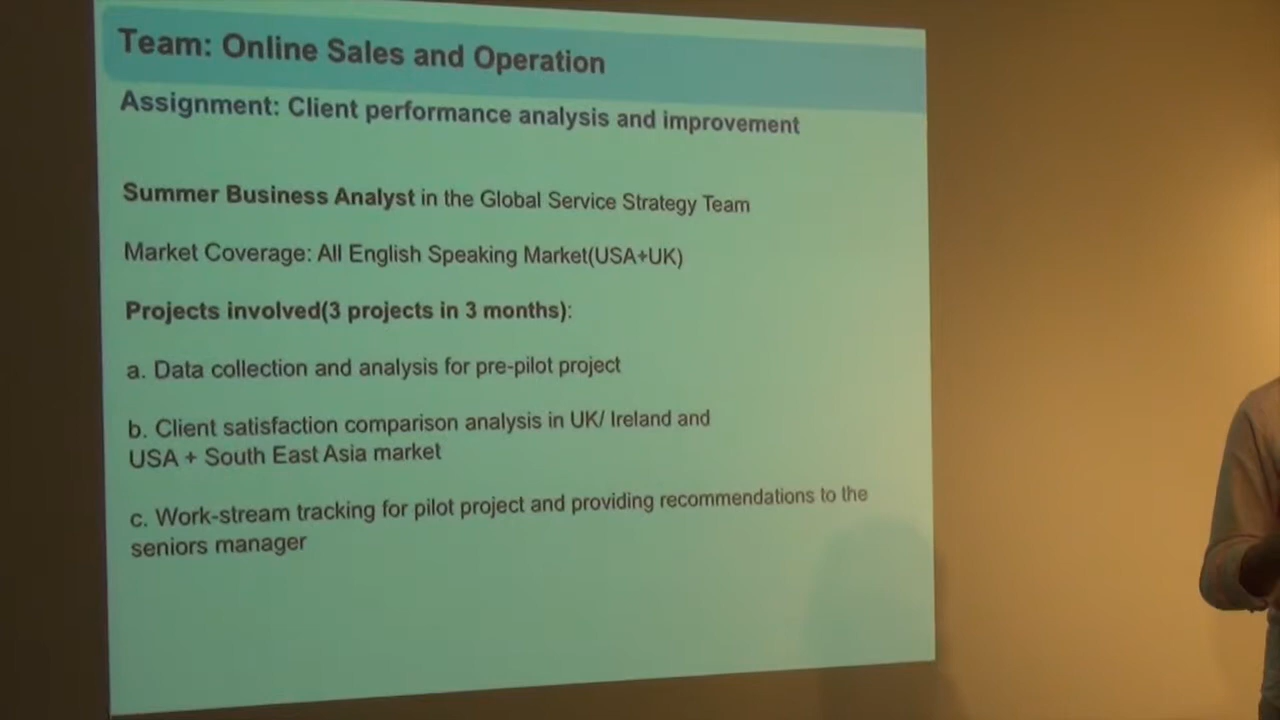 Team: Online Sales and Operation
Assignment: Client performance analysis and improvement
Summer Business Analyst in the Global Service Strategy Team
Market Coverage: All English Speaking Market(USA+UK)
Projects involved(3 projects in 3 months):
a. Data collection and analysis for pre-pilot project
b. Client satisfaction comparison analysis in UK/ Ireland and
USA + South East Asia market
c. Work-stream tracking for pilot project and providing recommendations to the
seniors manager